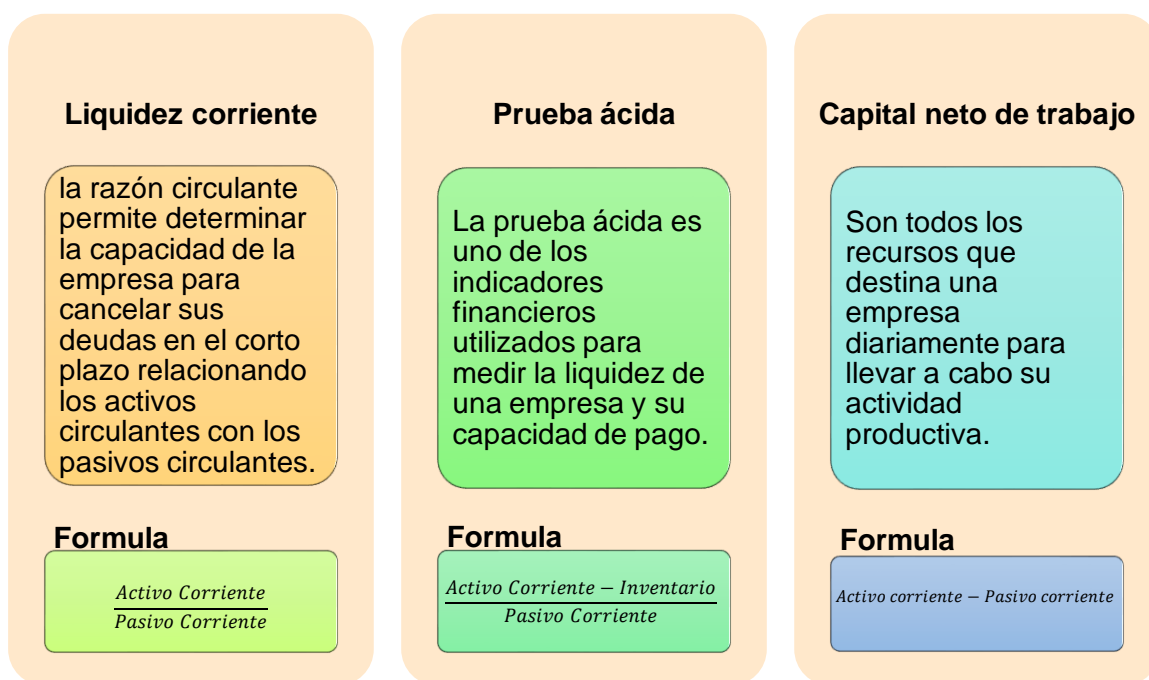 Liquidez corriente
la razón circulante
permite determinar
la capacidad de la
empresa para
cancelar sus
deudas en el corto
plazo relacionando
los activos
circulantes con los
pasivos circulantes.
Formula
Activo Corriente
Pasivo Corriente
Prueba ácida
La prueba ácida es
uno de los
indicadores
financieros
utilizados para
medir la liquidez de
una empresa y su
capacidad de pago.
Formula
Activo Corriente − Inventario
Pasivo Corriente
Capital neto de trabajo
Son todos los
recursos que
destina una
empresa
diariamente para
llevar a cabo su
actividad
productiva.
Formula
Activo corriente − Pasivo corriente